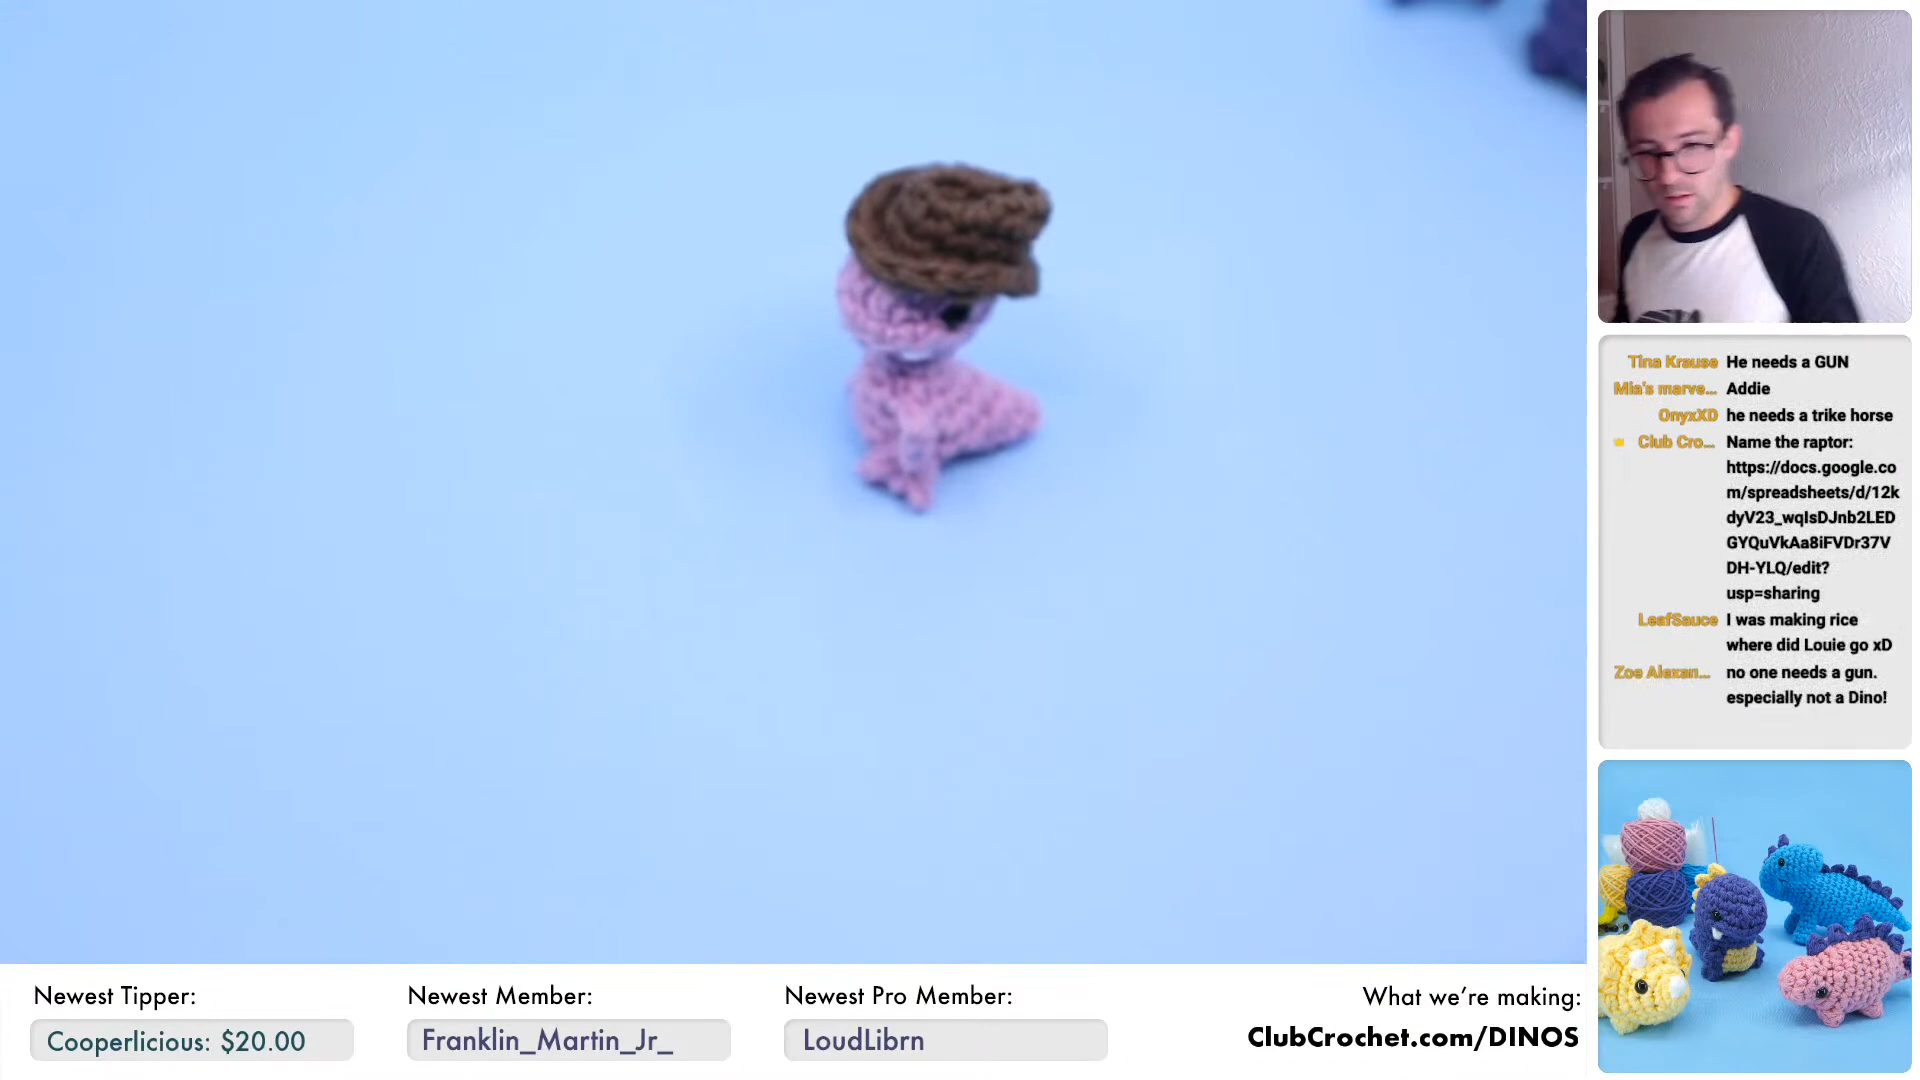 Tina Krause He needs a GUN
Mia's marve... Addie
OnyxXD he needs a trike horse
Club Cro... Name the raptor:
https://docs.google.co
m/spreadsheets/d/12k
dyV23_wqIsDJnb2LED
GYQuVkAa8iFVDr37V
DH-YLQ/edit?
usp=sharing
LeafSauce I was making rice
where did Louie go xD
Zoe Alexan... no one needs a gun.
especially not a Dino!
Newest Tipper:
Cooperlicious: $20.00
Newest Member:
Franklin_Martin_Jr_
Newest Pro Member:
LoudLibrn
What we're making:
ClubCrochet.com/DINOS